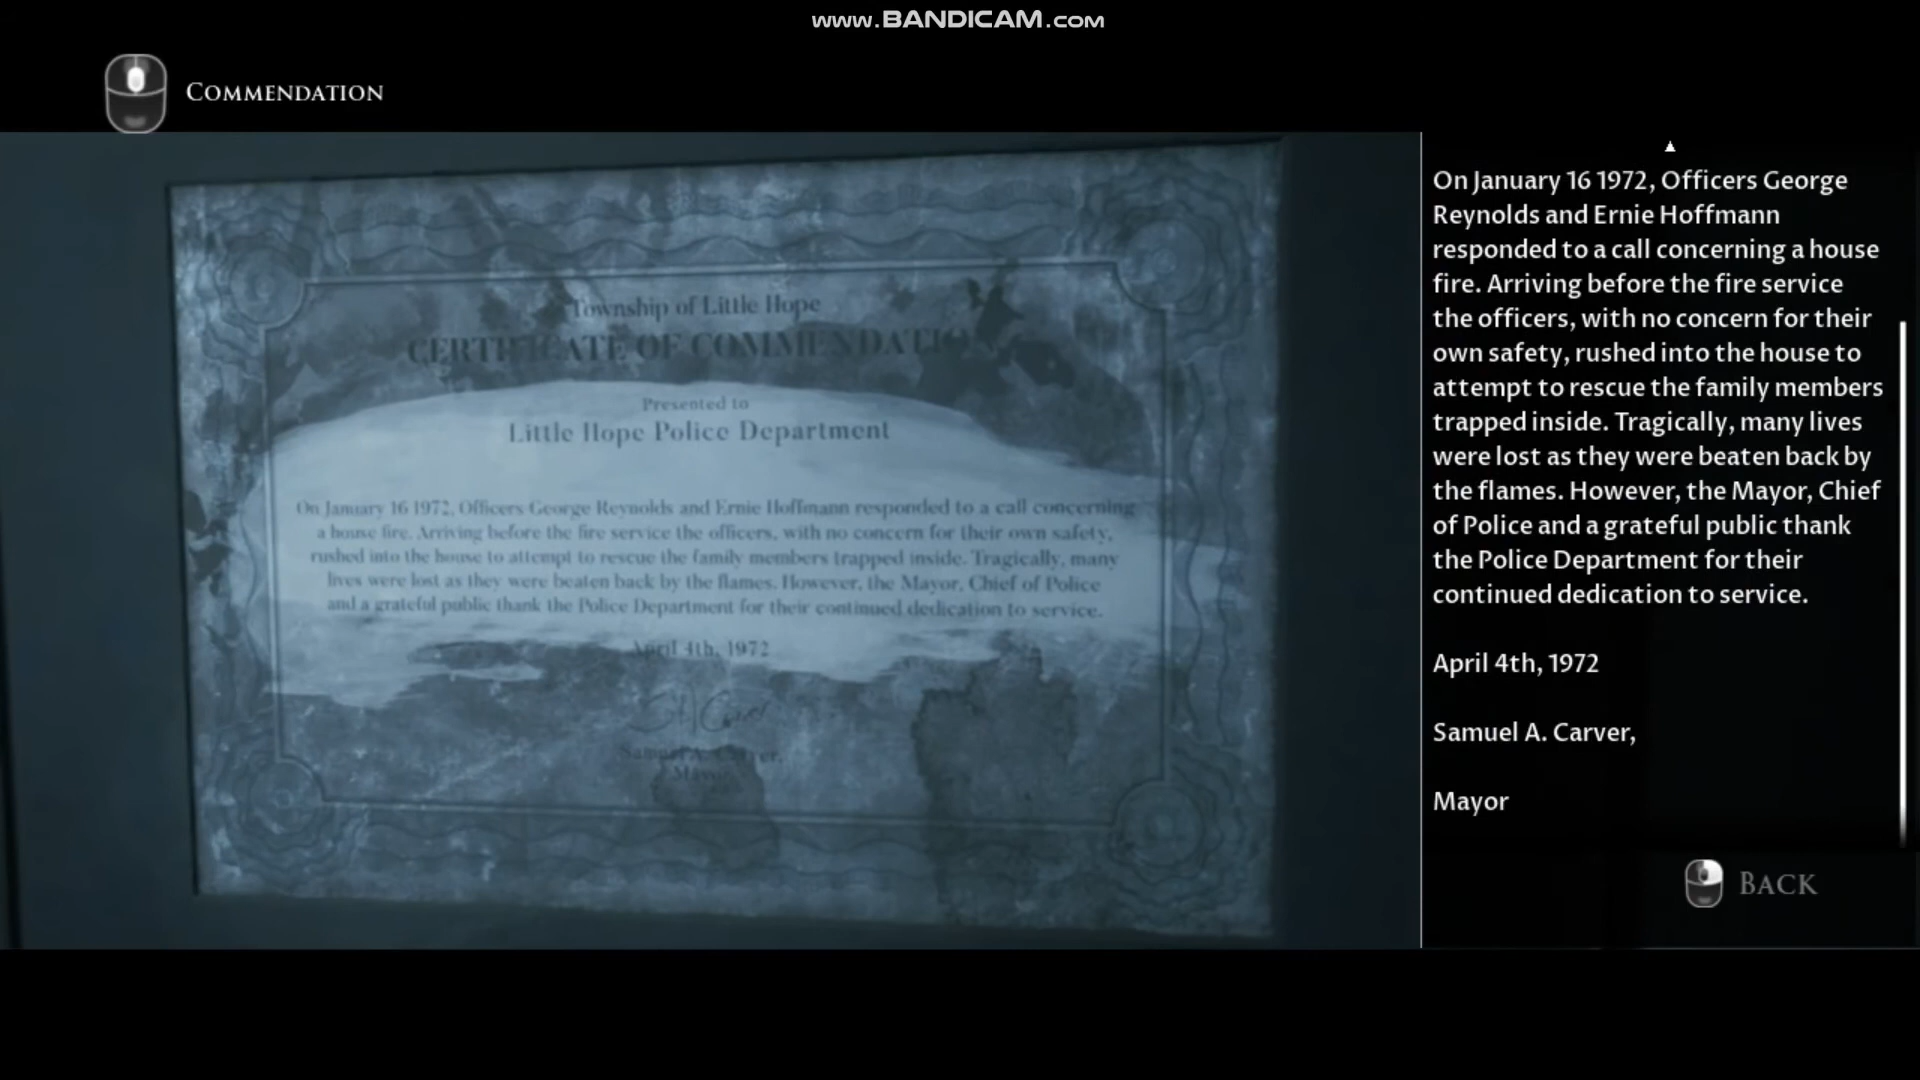 www.BANDICAM.com
COMMENDATION
Township of Little Hope
CERTIFICATE OF COMMENDATION
Presented to
Little Hope Police Department
On January 16 1972, Officers George Reynolds and Ernie Hoffmann responded to a call concerning
a house fire. Arriving before the fire service the officers, with no concern for their own safety,
rushed into the house to attempt to rescue the family members trapped inside. Tragically, many
lives were lost as they were beaten back by the flames. However, the Mayor, Chief of Police
and a grateful public thank the Police Department for their continued dedication to service.
April 4th, 1972
Samuel A. Carver,
Mayor
On January 16 1972, Officers George
Reynolds and Ernie Hoffmann
responded to a call concerning a house
fire. Arriving before the fire service
the officers, with no concern for their
own safety, rushed into the house to
attempt to rescue the family members
trapped inside. Tragically, many lives
were lost as they were beaten back by
the flames. However, the Mayor, Chief
of Police and a grateful public thank
the Police Department for their
continued dedication to service.
April 4th, 1972
Samuel A. Carver,
Mayor
BACK